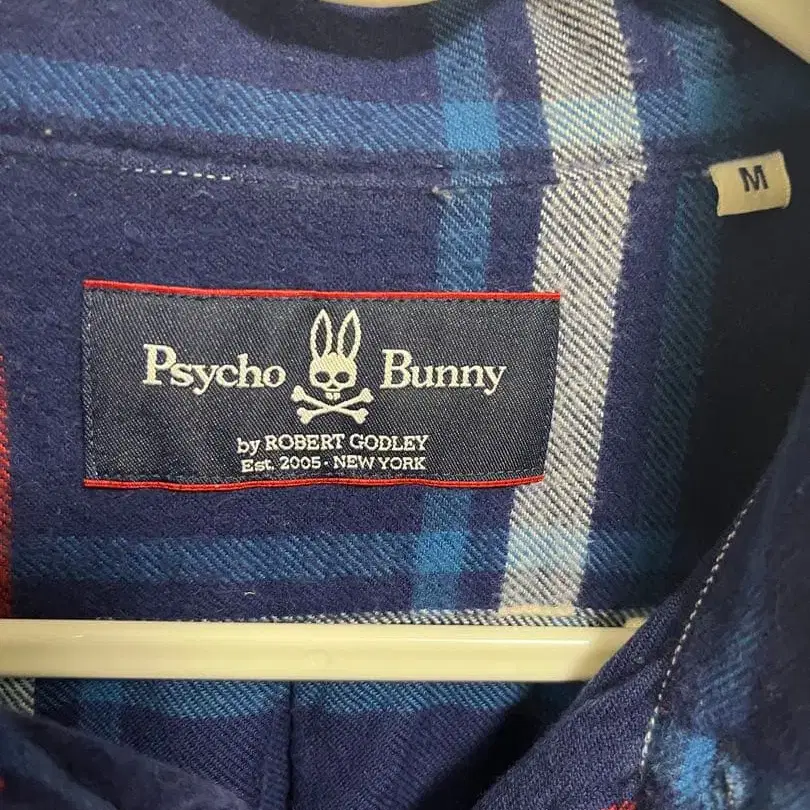 M
Psycho Bunny
by ROBERT GODLEY
Est. 2005 · NEW YORK